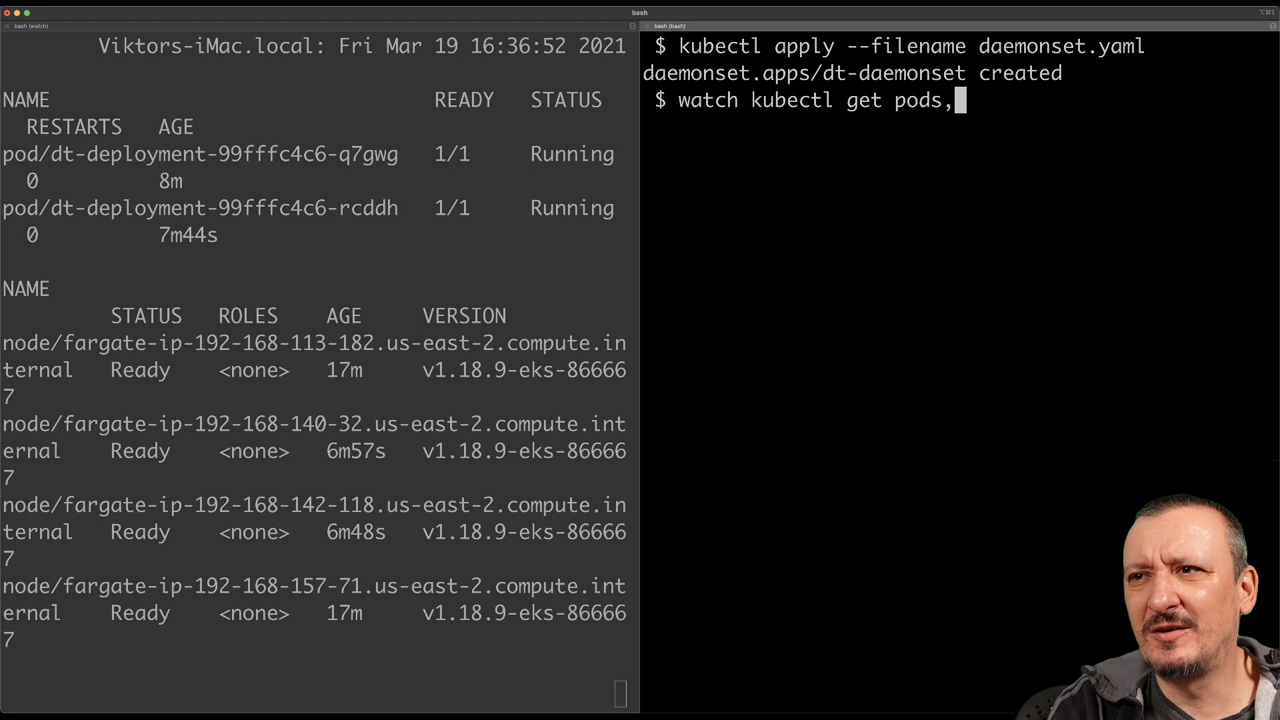 bash
⌥⌘1
bash (watch)
bash (bash)
Viktors-iMac.local: Fri Mar 19 16:36:52 2021
NAME READY STATUS
RESTARTS AGE
pod/dt-deployment-99fffc4c6-q7gwg 1/1 Running
0 8m
pod/dt-deployment-99fffc4c6-rcddh 1/1 Running
0 7m44s
NAME
STATUS ROLES AGE VERSION
node/fargate-ip-192-168-113-182.us-east-2.compute.in
ternal Ready <none> 17m v1.18.9-eks-86666
7
node/fargate-ip-192-168-140-32.us-east-2.compute.int
ernal Ready <none> 6m57s v1.18.9-eks-86666
7
node/fargate-ip-192-168-142-118.us-east-2.compute.in
ternal Ready <none> 6m48s v1.18.9-eks-86666
7
node/fargate-ip-192-168-157-71.us-east-2.compute.int
ernal Ready <none> 17m v1.18.9-eks-86666
7
$ kubectl apply --filename daemonset.yaml
daemonset.apps/dt-daemonset created
$ watch kubectl get pods,